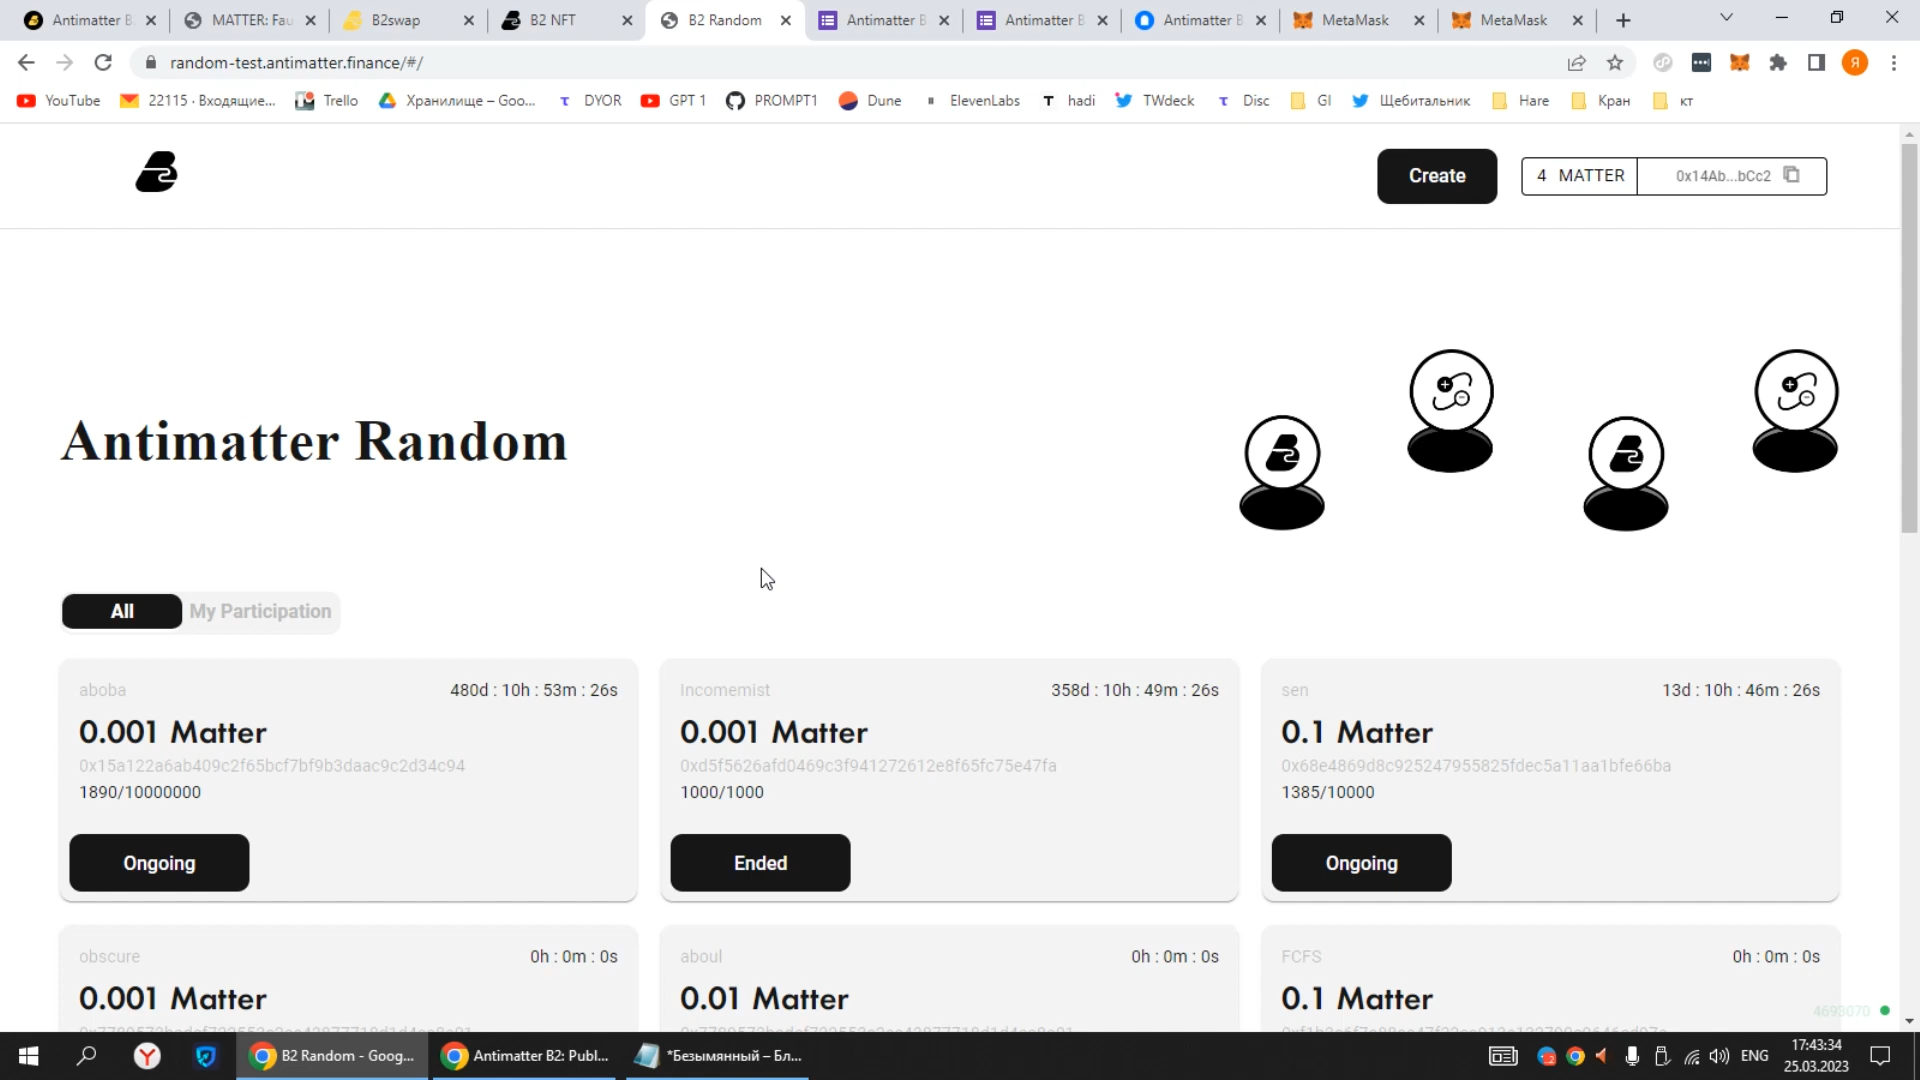 Antimatter B
MATTER: Fau
B2swap
B2 NFT
B2 Random
Antimatter B
Antimatter B
Antimatter B
MetaMask
MetaMask
random-test.antimatter.finance/#/
Я
YouTube
22115 · Входящие...
Trello
Хранилище – Goo...
DYOR
GPT 1
PROMPT1
Dune
ElevenLabs
hadi
TWdeck
Disc
GI
Щебитальник
Наге
Кран
кт
Create
4 MATTER
0x14Ab...bCc2
Antimatter Random
All
My Participation
aboba
480d : 10h : 53m : 26s
0.001 Matter
0x15a122a6ab409c2f65bcf7bf9b3daac9c2d34c94
1890/10000000
Ongoing
Incomemist
358d : 10h : 49m : 26s
0.001 Matter
0xd5f5626afd0469c3f941272612e8f65fc75e47fa
1000/1000
Ended
sen
13d : 10h : 46m : 26s
0.1 Matter
0x68e4869d8c925247955825fdec5a11aa1bfe66ba
1385/10000
Ongoing
obscure
0h : 0m : 0s
0.001 Matter
aboul
0h : 0m : 0s
0.01 Matter
FCFS
0h : 0m : 0s
0.1 Matter
4693070
B2 Random - Goog...
Antimatter B2: Publ...
*Безымянный – Бл...
ENG
17:43:34
25.03.2023